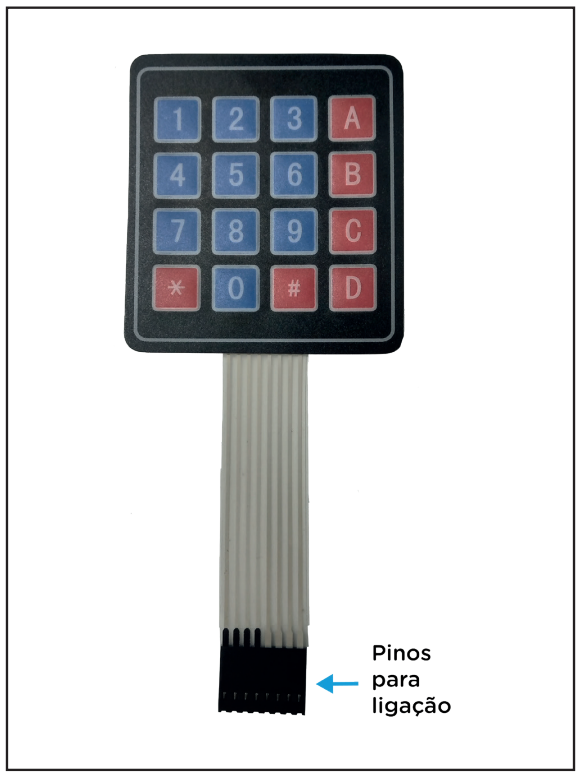 1 2 3 A
4 5 6 B
7 8 9 C
* 0 # D
Pinos
para
ligação